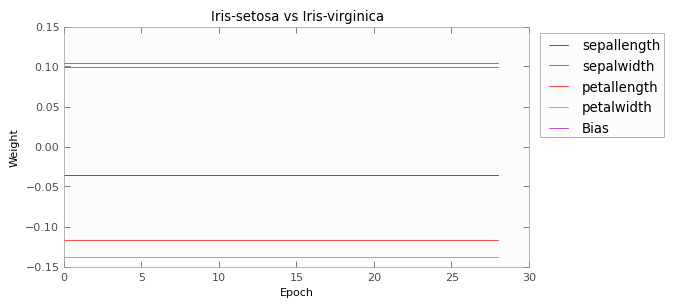 Iris-setosa vs Iris-virginica
0.15
0.10
0.05
0.00
−0.05
−0.10
−0.15
Weight
0
5
10
15
20
25
30
Epoch
sepallength
sepalwidth
petallength
petalwidth
Bias